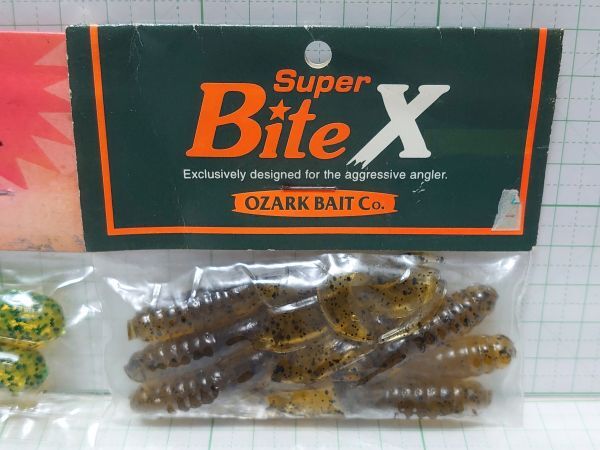 Super
Bite X
Exclusively designed for the aggressive angler.
OZARK BAIT Co.